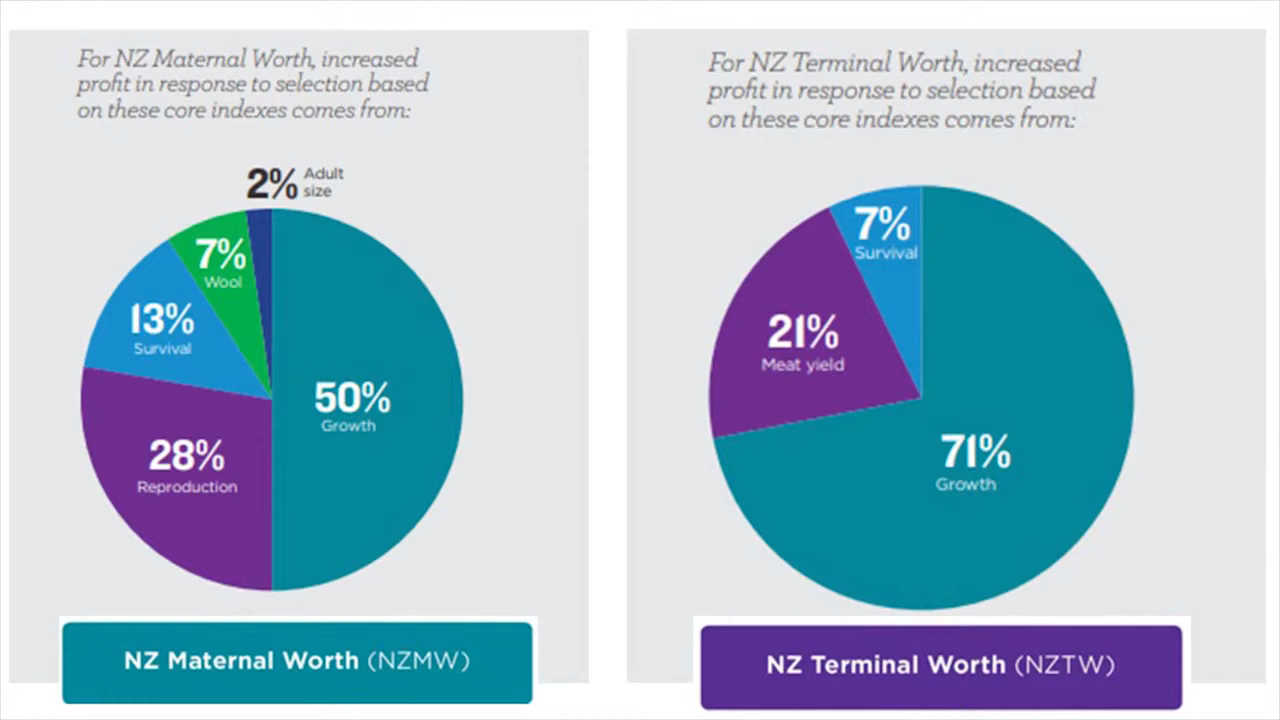 For NZ Maternal Worth, increased
profit in response to selection based
on these core indexes comes from:
2% Adult
size
7%
Wool
13%
Survival
50%
Growth
28%
Reproduction
NZ Maternal Worth (NZMW)
For NZ Terminal Worth, increased
profit in response to selection based
on these core indexes comes from:
7%
Survival
21%
Meat yield
71%
Growth
NZ Terminal Worth (NZTW)